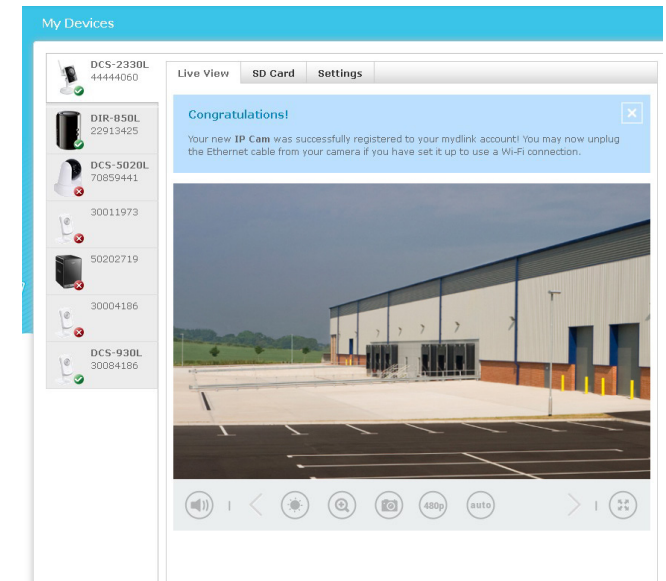 My Devices
DCS-2330L
44444060
DIR-850L
22913425
DCS-5020L
70859441
30011973
50202719
30004186
DCS-930L
30084186
Live View SD Card Settings
Congratulations!
Your new IP Cam was successfully registered to your mydlink account! You may now unplug
the Ethernet cable from your camera if you have set it up to use a Wi-Fi connection.
480p auto